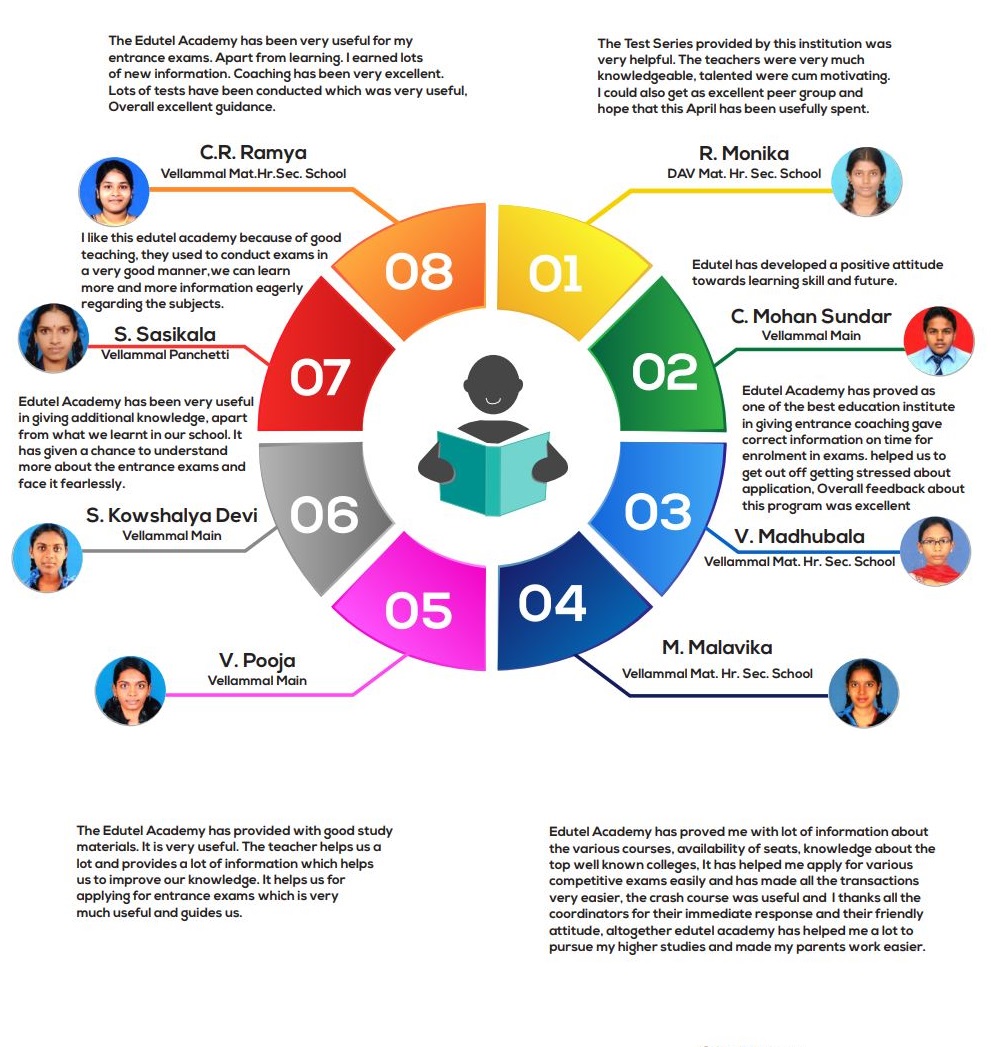 The Edutel Academy has been very useful for my
entrance exams. Apart from learning. I earned lots
of new information. Coaching has been very excellent.
Lots of tests have been conducted which was very useful,
Overall excellent guidance.
C.R. Ramya
Vellammal Mat.Hr.Sec. School
The Test Series provided by this institution was
very helpful. The teachers were very much
knowledgeable, talented were cum motivating.
I could also get as excellent peer group and
hope that this April has been usefully spent.
R. Monika
DAV Mat. Hr. Sec. School
08
01
I like this edutel academy because of good
teaching, they used to conduct exams in
a very good manner,we can learn
more and more information eagerly
regarding the subjects.
S. Sasikala
Vellammal Panchetti
07
Edutel has developed a positive attitude
towards learning skill and future.
C. Mohan Sundar
Vellammal Main
02
Edutel Academy has been very useful
in giving additional knowledge, apart
from what we learnt in our school. It
has given a chance to understand
more about the entrance exams and
face it fearlessly.
S. Kowshalya Devi
Vellammal Main
06
Edutel Academy has proved as
one of the best education institute
in giving entrance coaching gave
correct information on time for
enrolment in exams. helped us to
get out off getting stressed about
application, Overall feedback about
this program was excellent
V. Madhubala
Vellammal Mat. Hr. Sec. School
03
05
04
V. Pooja
Vellammal Main
M. Malavika
Vellammal Mat. Hr. Sec. School
The Edutel Academy has provided with good study
materials. It is very useful. The teacher helps us a
lot and provides a lot of information which helps
us to improve our knowledge. It helps us for
applying for entrance exams which is very
much useful and guides us.
Edutel Academy has proved me with lot of information about
the various courses, availability of seats, knowledge about the
top well known colleges, It has helped me apply for various
competitive exams easily and has made all the transactions
very easier, the crash course was useful and I thanks all the
coordinators for their immediate response and their friendly
attitude, altogether edutel academy has helped me a lot to
pursue my higher studies and made my parents work easier.